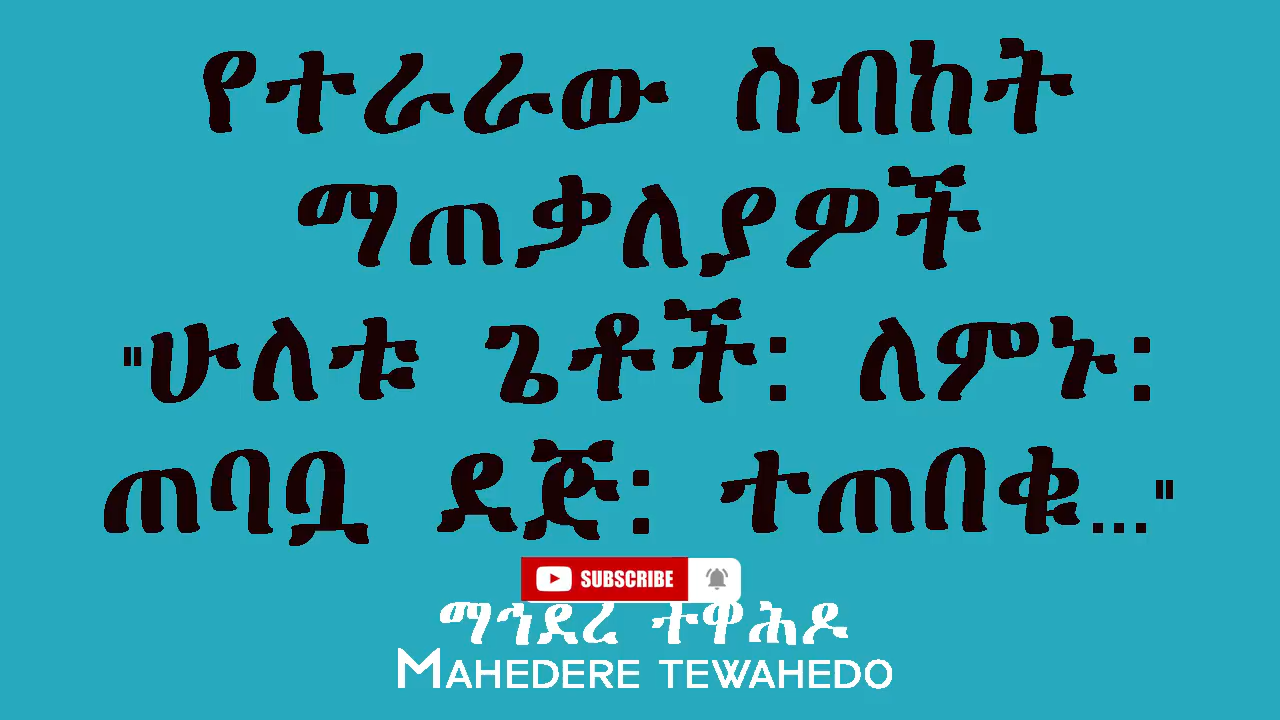 የተራራው ስብከት
ማጠቃለያዎች
"ሁለቱ ጌቶች: ለምኑ:
ጠባቧ ደጅ: ተጠበቁ..."
SUBSCRIBE
ማኅደረ ተዋሕዶ
MAHEDERE TEWAHEDO